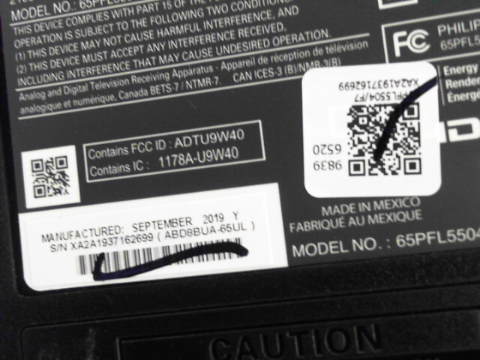 MODEL NO.: 65PFL55
THIS DEVICE COMPLIES WITH PART 15 OF THE
OPERATION IS SUBJECT TO THE FOLLOWING TWO CONDITIONS:
(1) THIS DEVICE MAY NOT CAUSE HARMFUL INTERFERENCE, AND
(2) THIS DEVICE MUST ACCEPT ANY INTERFERENCE RECEIVED,
INCLUDING INTERFERENCE THAT MAY CAUSE UNDESIRED OPERATION.
Analog and Digital Television Receiving Apparatus - Appareil de réception de télévision
analogique et numérique, Canada BETS-7 / NTMR-7. CAN ICES-3 (B)/NMB-3(B)
FC
PHILIP
65PFL5
Energy
Render
Énergé
PFL5504/F7
XA2A1937162699
9839
6520
Contains FCC ID : ADTU9W40
Contains IC : 1178A-U9W40
MADE IN MEXICO
FABRIQUÉ AU MEXIQUE
MODEL NO. : 65PFL5504
MANUFACTURED: SEPTEMBER 2019 Y
S/N XA2A1937162699 ( ABD8BUA-65UL )
CAUTION